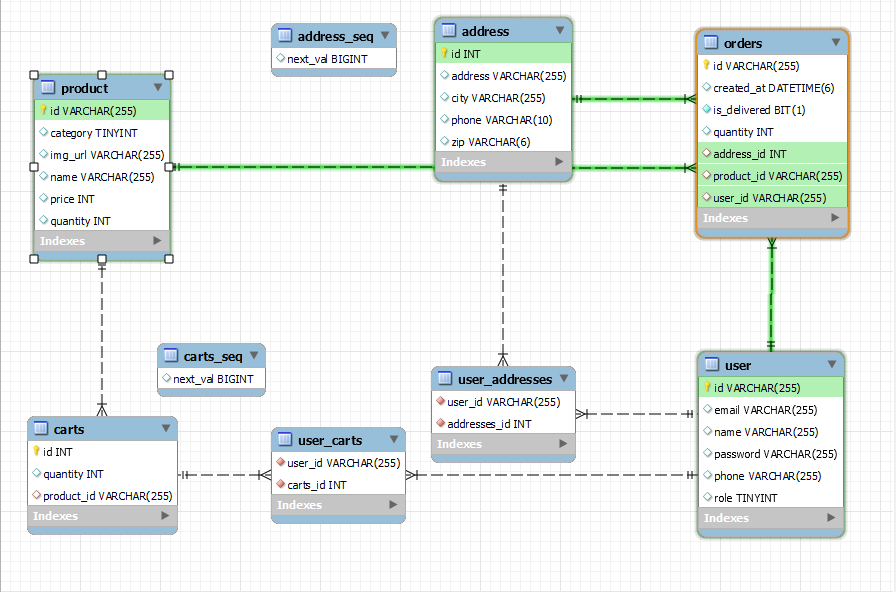 address_seq
next_val BIGINT
address
id INT
address VARCHAR(255)
city VARCHAR(255)
phone VARCHAR(10)
zip VARCHAR(6)
Indexes
orders
id VARCHAR(255)
created_at DATETIME(6)
is_delivered BIT(1)
quantity INT
address_id INT
product_id VARCHAR(255)
user_id VARCHAR(255)
Indexes
product
id VARCHAR(255)
category TINYINT
img_url VARCHAR(255)
name VARCHAR(255)
price INT
quantity INT
Indexes
carts_seq
next_val BIGINT
user_addresses
user_id VARCHAR(255)
addresses_id INT
Indexes
user
id VARCHAR(255)
email VARCHAR(255)
name VARCHAR(255)
password VARCHAR(255)
phone VARCHAR(255)
role TINYINT
Indexes
carts
id INT
quantity INT
product_id VARCHAR(255)
Indexes
user_carts
user_id VARCHAR(255)
carts_id INT
Indexes